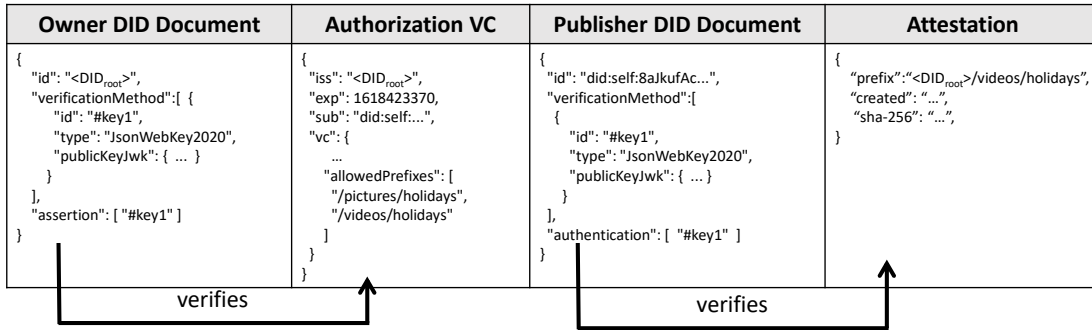 Owner DID Document
{
"id": "<DIDroot>",
"verificationMethod":[ {
"id": "#key1",
"type": "JsonWebKey2020",
"publicKeyJwk": { ... }
}
],
"assertion": [ "#key1" ]
}
Authorization VC
{
"iss": "<DIDroot>",
"exp": 1618423370,
"sub": "did:self:...",
"vc": {
...
"allowedPrefixes": [
"/pictures/holidays",
"/videos/holidays"
]
}
}
Publisher DID Document
{
"id": "did:self:8aJkufAc...",
"verificationMethod":[
{
"id": "#key1",
"type": "JsonWebKey2020",
"publicKeyJwk": { ... }
}
],
"authentication": [ "#key1" ]
}
Attestation
{
“prefix”:“<DIDroot>/videos/holidays”,
“created”: “...”,
“sha-256”: “...”,
}
verifies
verifies